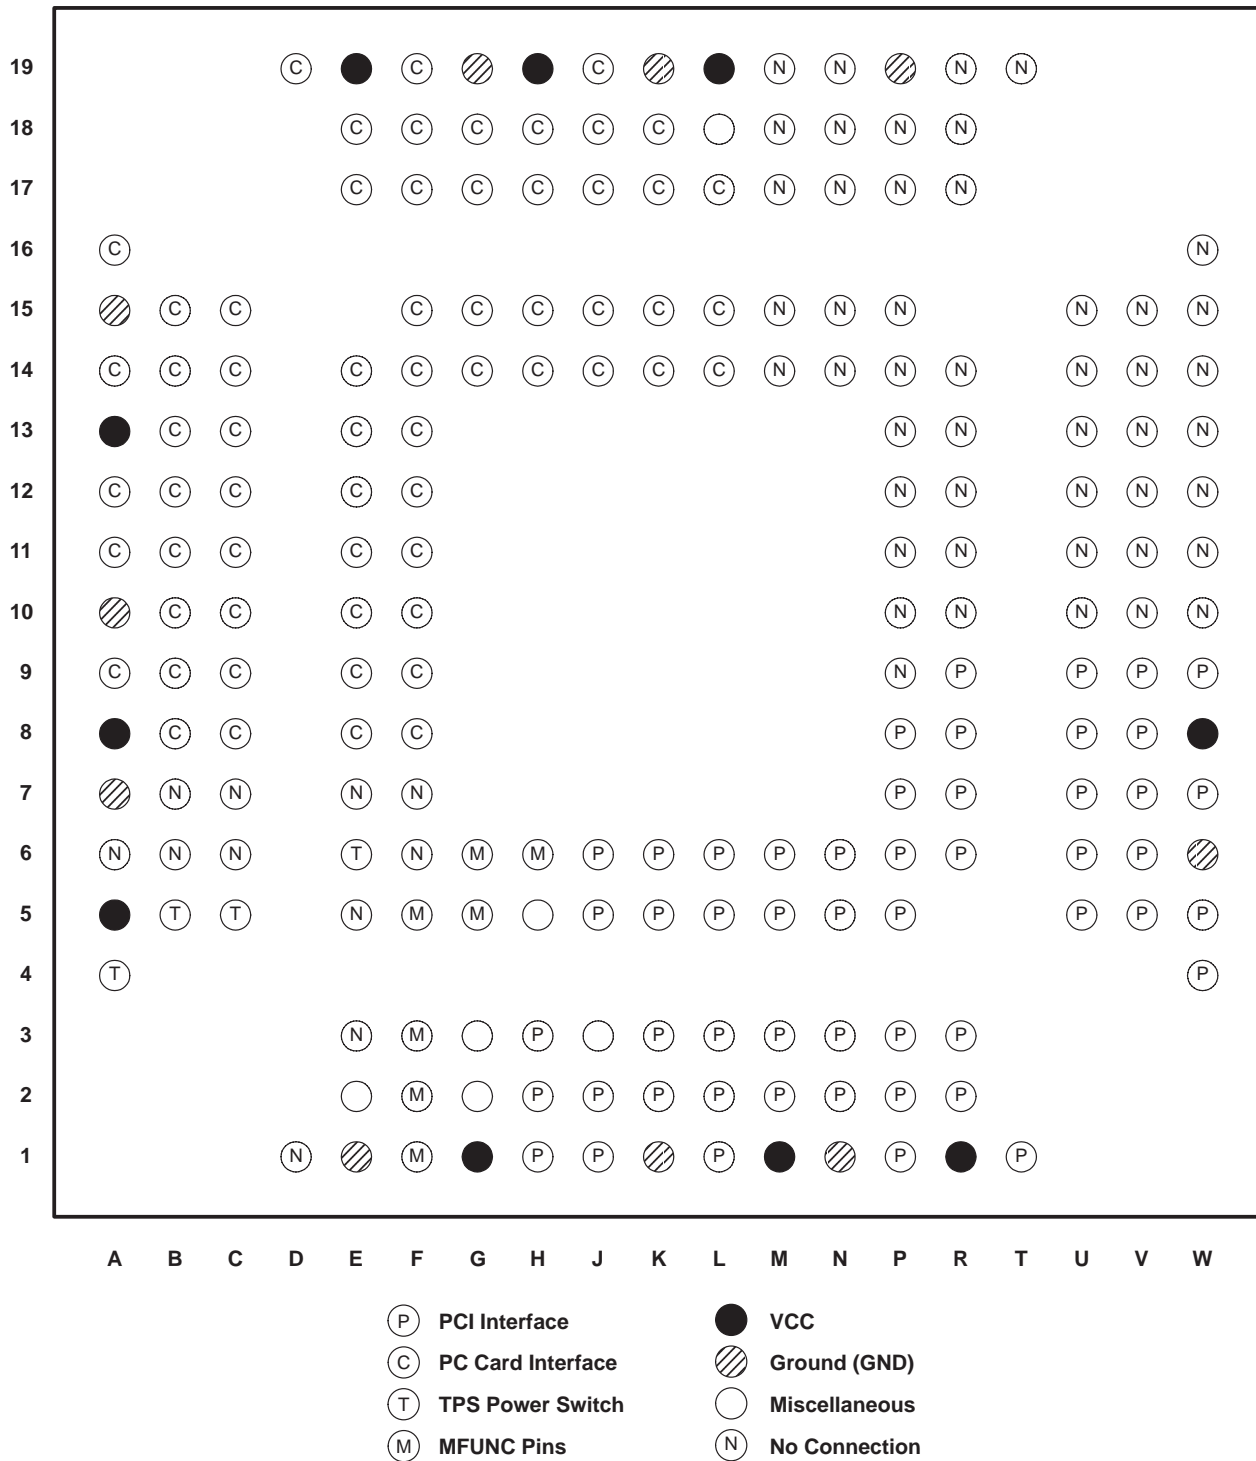 19 C C C N N N N
18 C C C C C C N N N N
17 C C C C C C C N N N N
16 C N
15 C C C C C C C C N N N N N N
14 C C C C C C C C C C C N N N N N N N
13 C C C C N N N N N
12 C C C C C N N N N N
11 C C C C C N N N N N
10 C C C C N N N N N
9 C C C C C N P P P P
8 C C C C P P P P
7 N N N N P P P P P
6 N N N T N M M P P P P P P P P P
5 T T N M M P P P P P P P P P
4 T P
3 N M P P P P P P P
2 M P P P P P P P P
1 N M P P P P P
A B C D E F G H J K L M N P R T U V W
P PCI Interface VCC
C PC Card Interface Ground (GND)
T TPS Power Switch Miscellaneous
M MFUNC Pins N No Connection